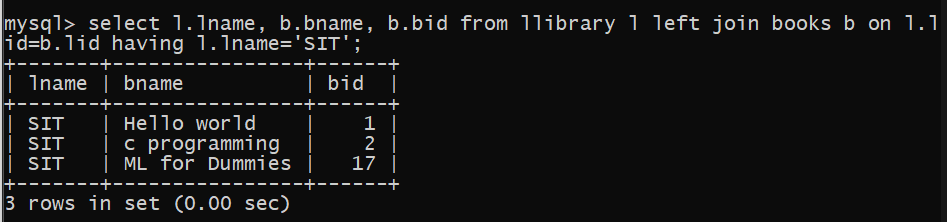 mysql> select l.lname, b.bname, b.bid from llibrary l left join books b on l.l
id=b.lid having l.lname='SIT';
+-------+----------------+------+
| lname | bname          | bid  |
+-------+----------------+------+
| SIT   | Hello world    |    1 |
| SIT   | c programming  |    2 |
| SIT   | ML for Dummies |   17 |
+-------+----------------+------+
3 rows in set (0.00 sec)